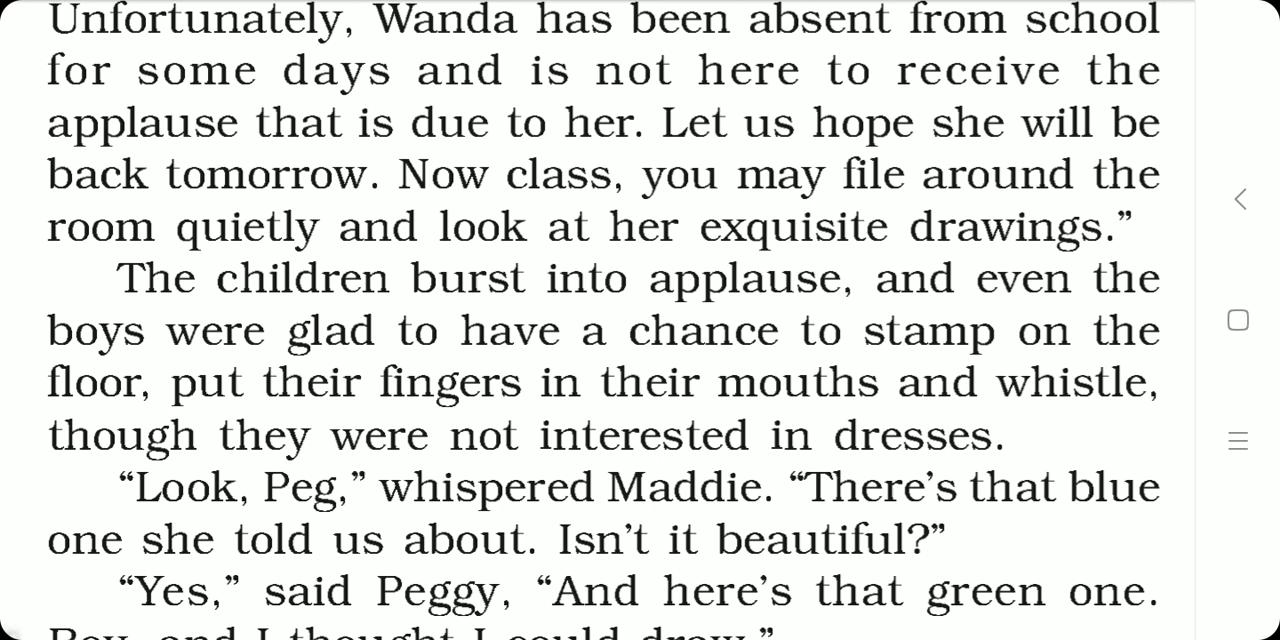 Unfortunately, Wanda has been absent from school
for some days and is not here to receive the
applause that is due to her. Let us hope she will be
back tomorrow. Now class, you may file around the
room quietly and look at her exquisite drawings.”
The children burst into applause, and even the
boys were glad to have a chance to stamp on the
floor, put their fingers in their mouths and whistle,
though they were not interested in dresses.
“Look, Peg,” whispered Maddie. “There’s that blue
one she told us about. Isn’t it beautiful?”
“Yes,” said Peggy, “And here’s that green one.
Boy, and I thought I could draw.”